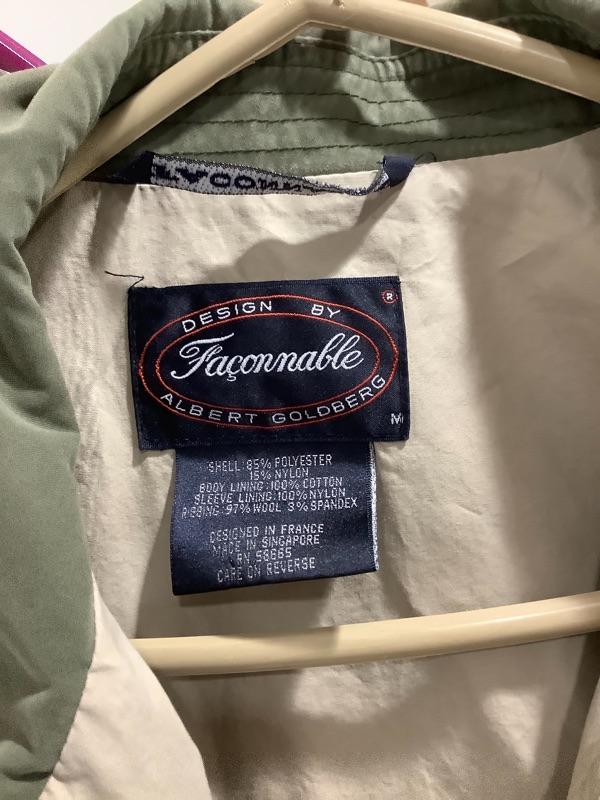 DESIGN BY
®
Façonnable
ALBERT GOLDBERG
M
SHELL: 85% POLYESTER
15% NYLON
BODY LINING: 100% COTTON
SLEEVE LINING: 100% NYLON
RIBBING: 97% WOOL 3% SPANDEX
DESIGNED IN FRANCE
MADE IN SINGAPORE
RN 58665
CARE ON REVERSE